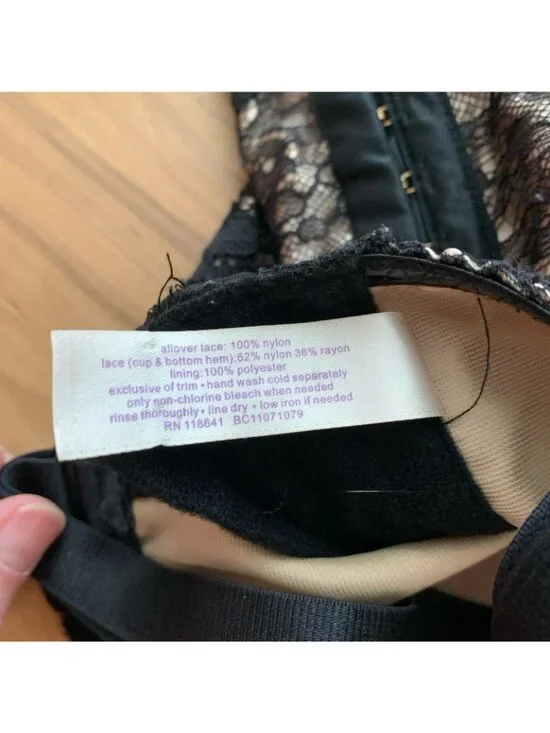 allover lace: 100% nylon
lace (cup & bottom hem):62% nylon 38% rayon
lining:100% polyester
exclusive of trim • hand wash cold separately
only non-chlorine bleach when needed
rinse thoroughly • line dry • low iron if needed
RN 118641 BC11071079